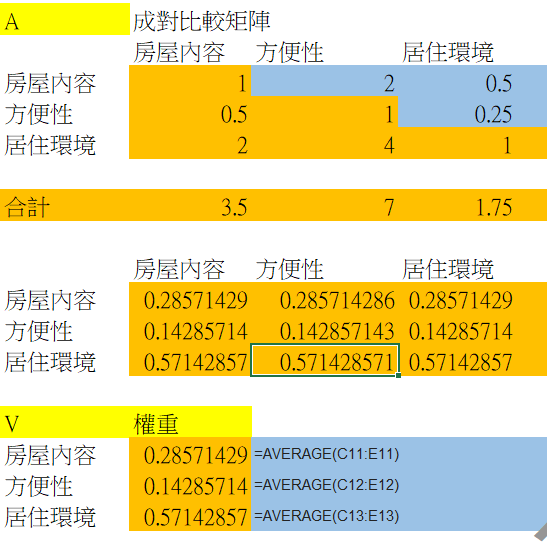 A 成對比較矩陣
房屋內容 方便性 居住環境
房屋內容 1 2 0.5
方便性 0.5 1 0.25
居住環境 2 4 1
合計 3.5 7 1.75
房屋內容 方便性 居住環境
房屋內容 0.28571429 0.285714286 0.28571429
方便性 0.14285714 0.142857143 0.14285714
居住環境 0.57142857 0.571428571 0.57142857
V 權重
房屋內容 0.28571429 =AVERAGE(C11:E11)
方便性 0.14285714 =AVERAGE(C12:E12)
居住環境 0.57142857 =AVERAGE(C13:E13)